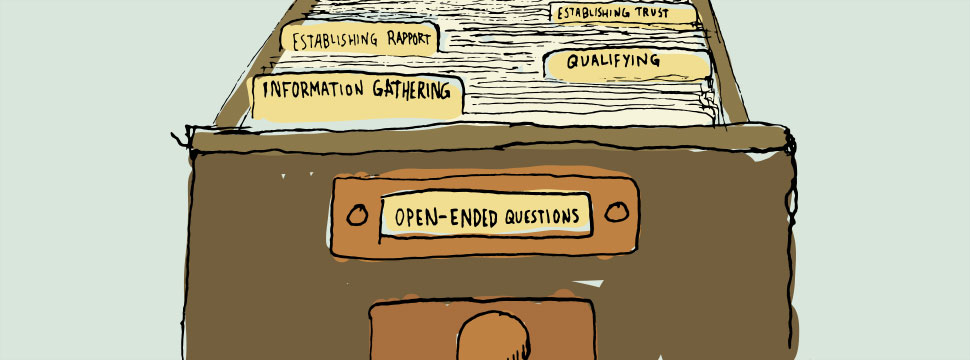 ESTABLISHING TRUST
ESTABLISHING RAPPORT
QUALIFYING
INFORMATION GATHERING
OPEN-ENDED QUESTIONS